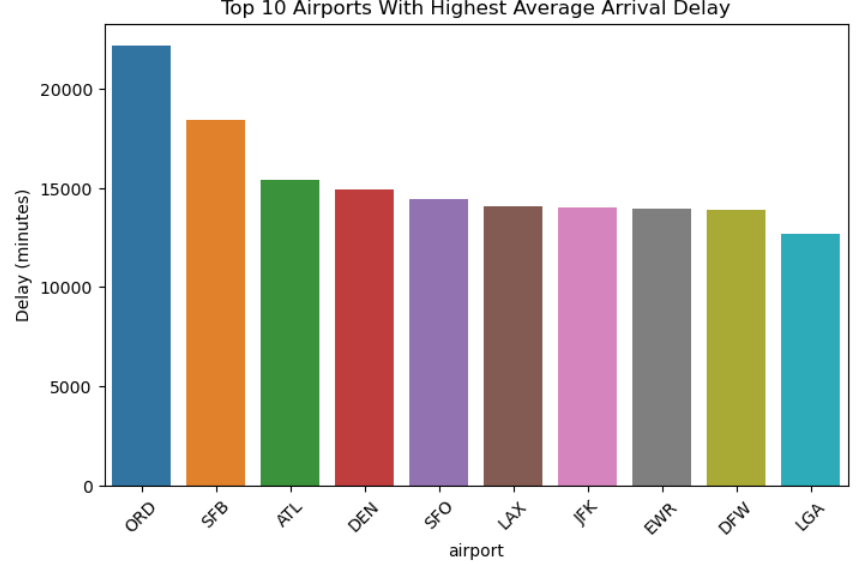 Top 10 Airports With Highest Average Arrival Delay
Delay (minutes)
20000
15000
10000
5000
0
ORD SFB ATL DEN SFO LAX JFK EWR DFW LGA
airport